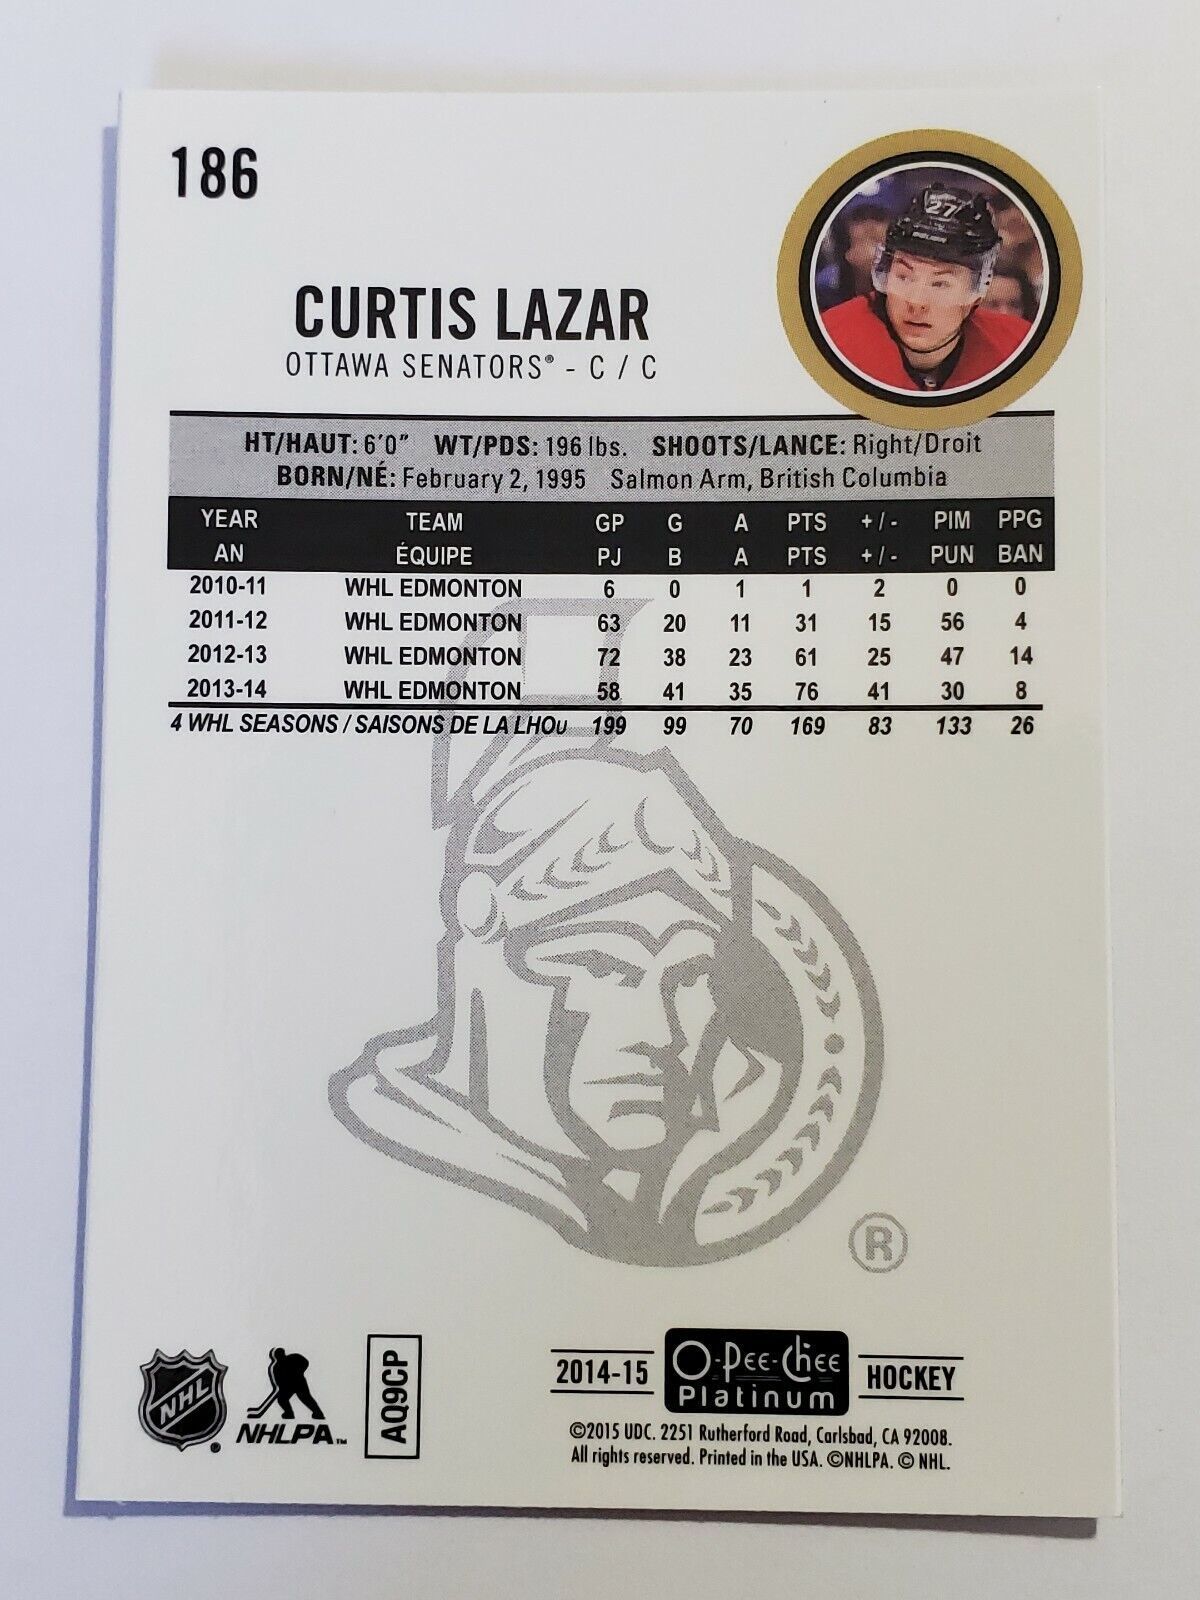 186
27
CURTIS LAZAR
OTTAWA SENATORS® - C / C
HT/HAUT: 6'0" WT/PDS: 196 lbs. SHOOTS/LANCE: Right/Droit
BORN/NÉ: February 2, 1995 Salmon Arm, British Columbia
YEAR TEAM GP G A PTS +/- PIM PPG
AN ÉQUIPE PJ B A PTS +/- PUN BAN
2010-11 WHL EDMONTON 6 0 1 1 2 0 0
2011-12 WHL EDMONTON 63 20 11 31 15 56 4
2012-13 WHL EDMONTON 72 38 23 61 25 47 14
2013-14 WHL EDMONTON 58 41 35 76 41 30 8
4 WHL SEASONS / SAISONS DE LA LHOU 199 99 70 169 83 133 26
®
NHL ®
NHLPA™
AQ9CP
2014-15 O-Pee-Chee Platinum HOCKEY
©2015 UDC. 2251 Rutherford Road, Carlsbad, CA 92008.
All rights reserved. Printed in the USA. ©NHLPA. © NHL.